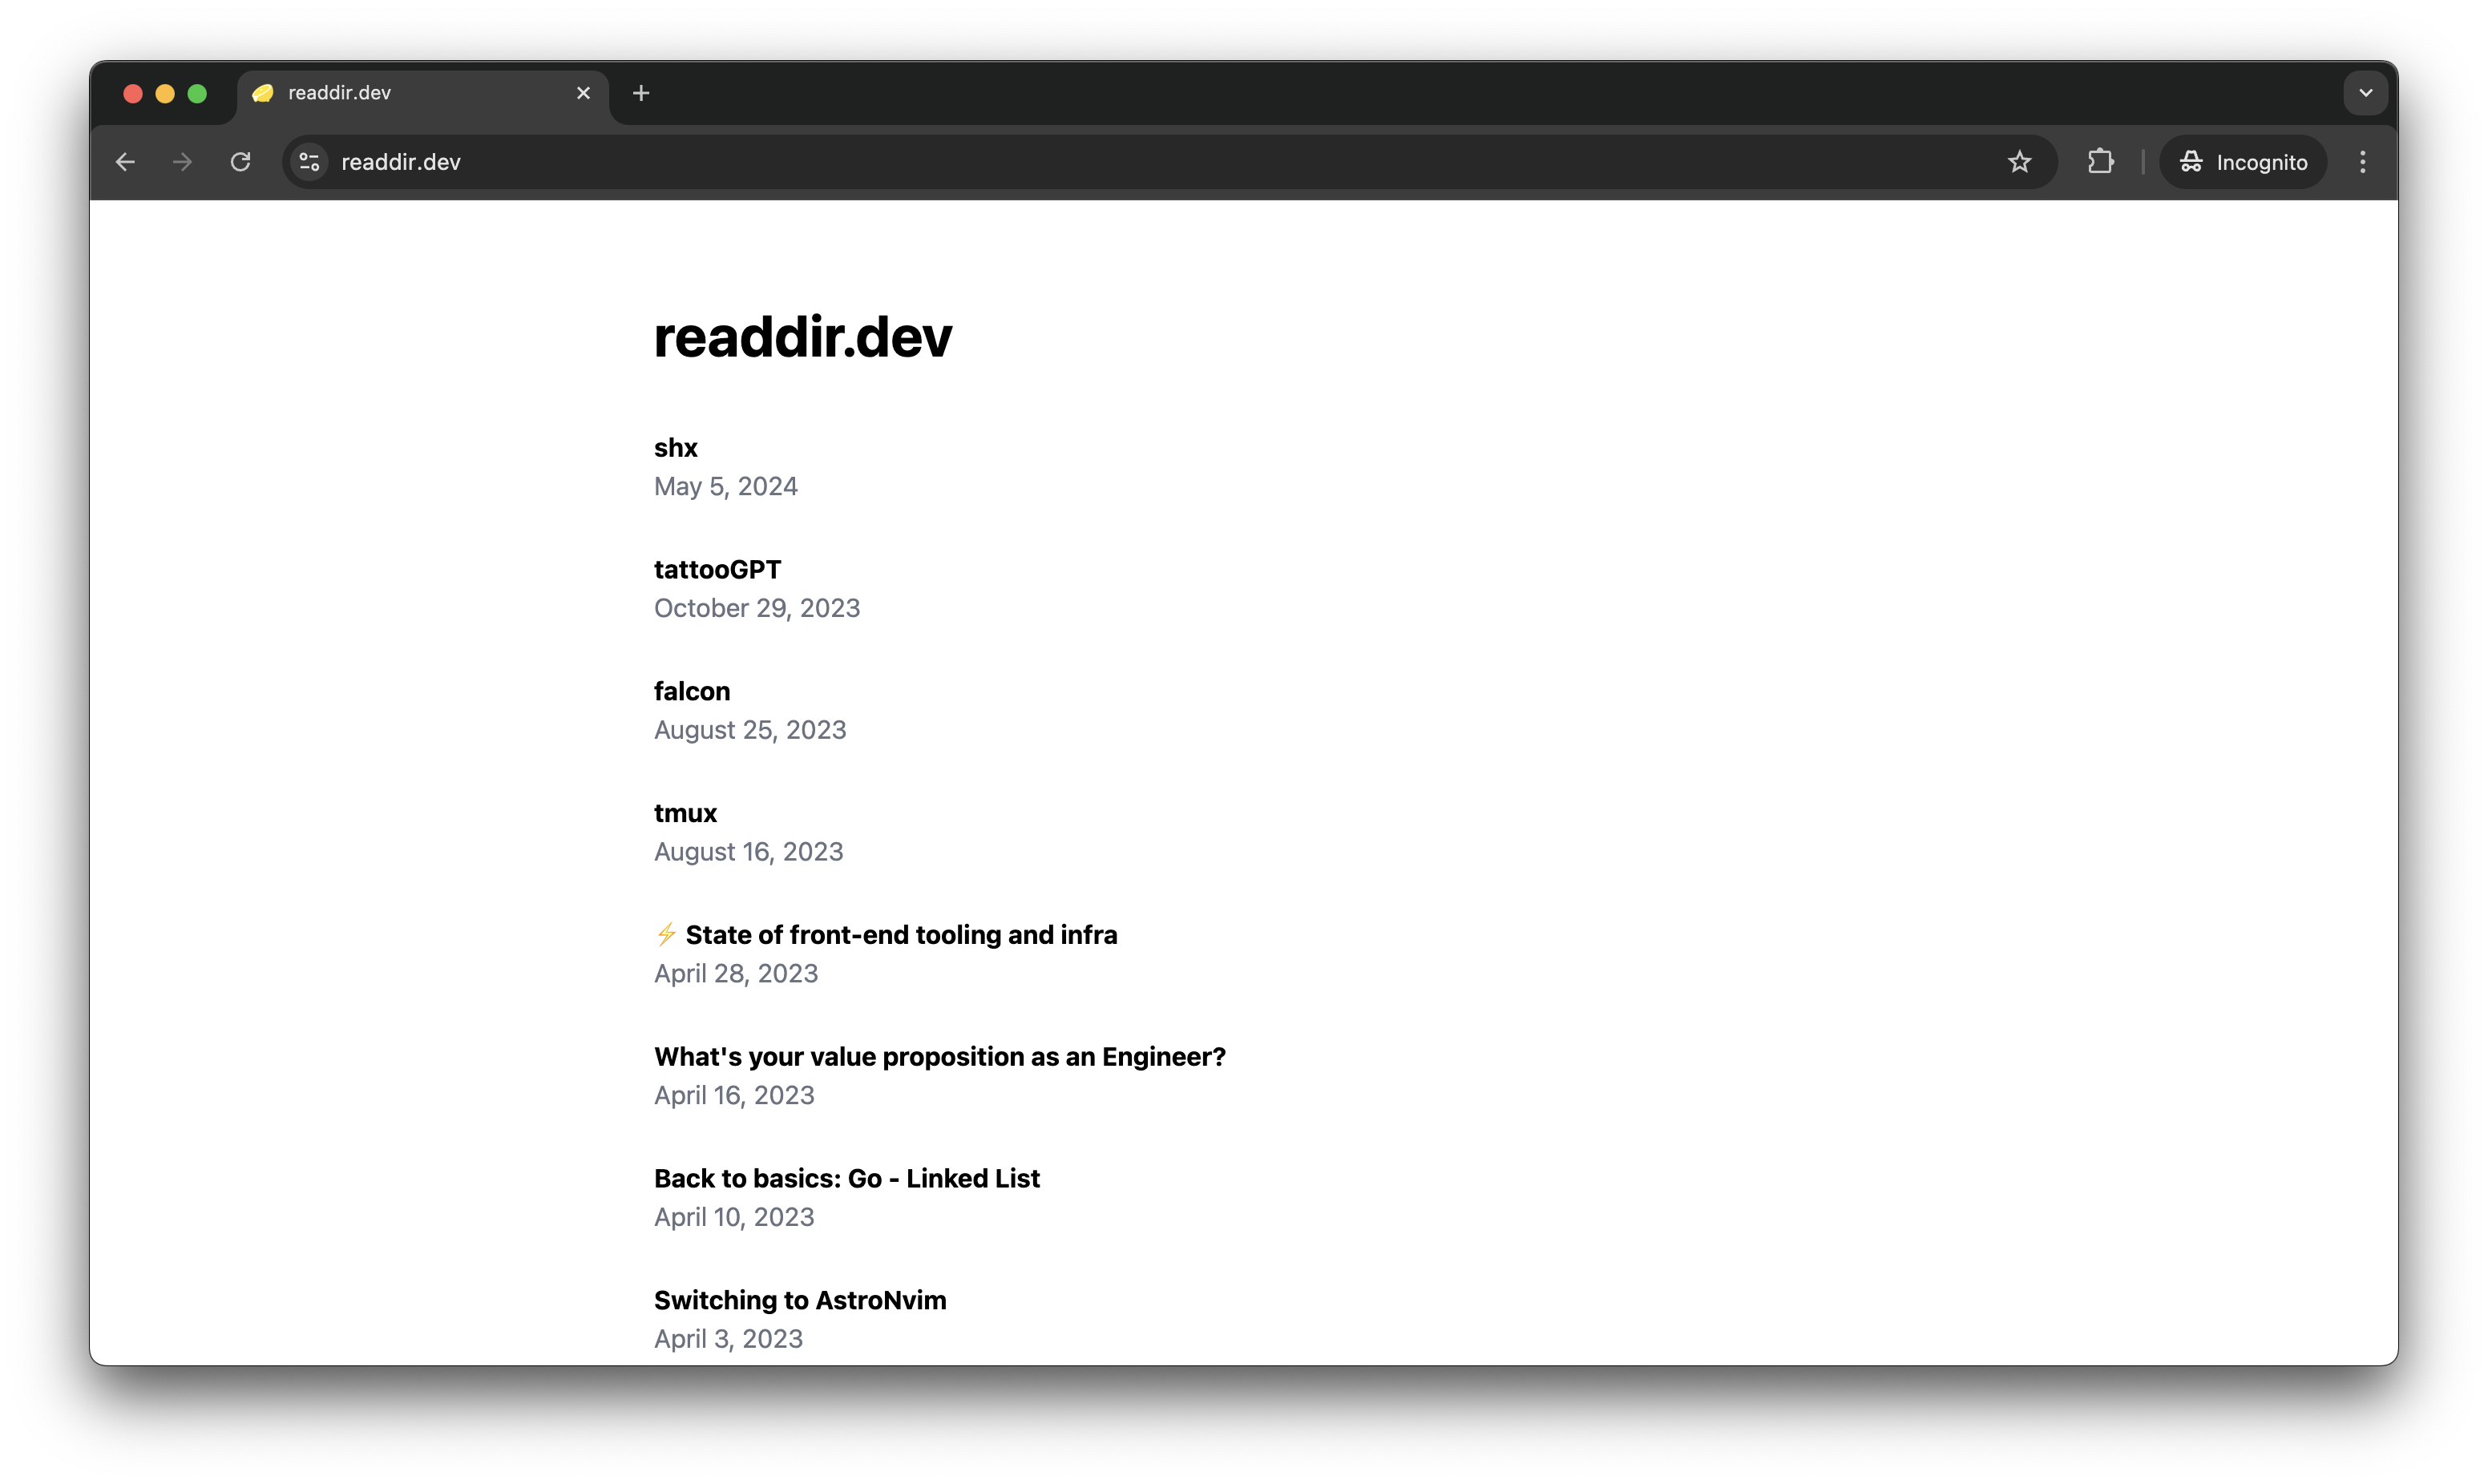 readdir.dev
readdir.dev
Incognito
readdir.dev
shx
May 5, 2024
tattooGPT
October 29, 2023
falcon
August 25, 2023
tmux
August 16, 2023
⚡ State of front-end tooling and infra
April 28, 2023
What's your value proposition as an Engineer?
April 16, 2023
Back to basics: Go - Linked List
April 10, 2023
Switching to AstroNvim
April 3, 2023